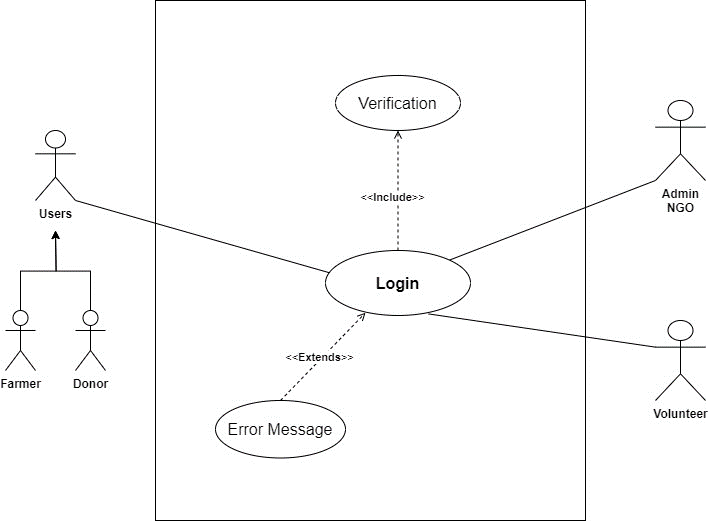 Verification
Admin
NGO
<<Include>>
Users
Login
<<Extends>>
Farmer
Donor
Volunteer
Error Message